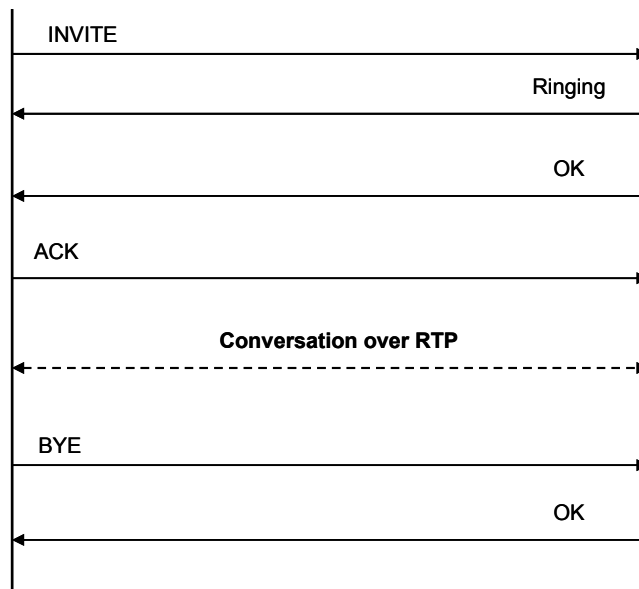 INVITE
Ringing
OK
ACK
Conversation over RTP
BYE
OK